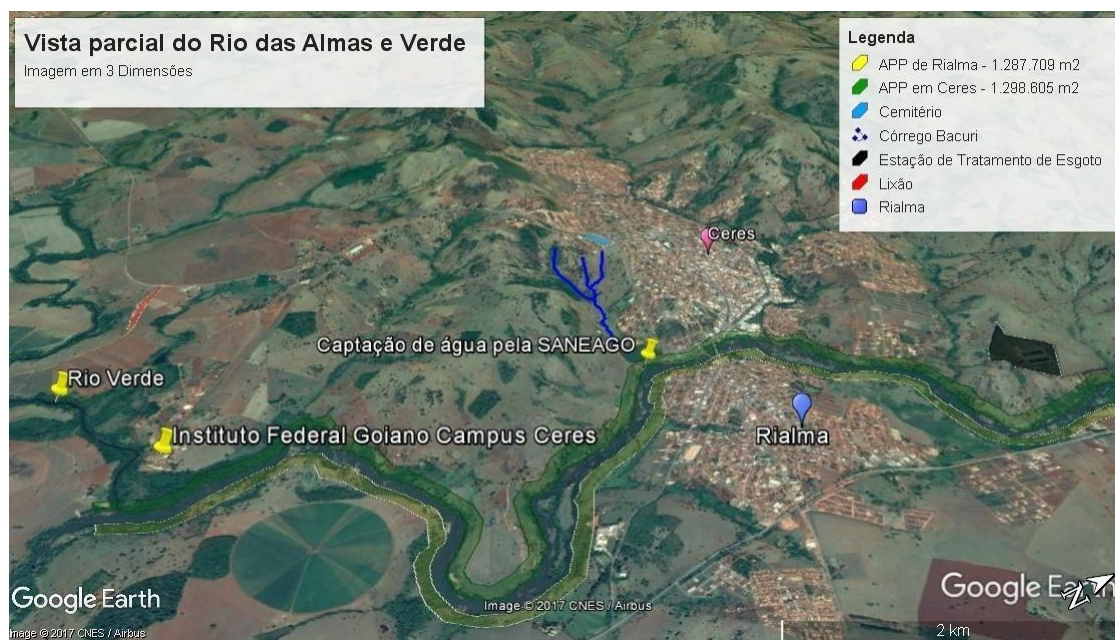 Vista parcial do Rio das Almas e Verde
Imagem em 3 Dimensões
Legenda
APP de Rialma - 1.287.709 m2
APP em Ceres - 1.298.605 m2
Cemitério
Córrego Bacuri
Estação de Tratamento de Esgoto
Lixão
Rialma
Ceres
Captação de água pela SANEAGO
Rio Verde
Instituto Federal Goiano Campus Ceres
Rialma
Google Earth
Google Earth
Image © 2017 CNES / Airbus
Image © 2017 CNES / Airbus
2 km